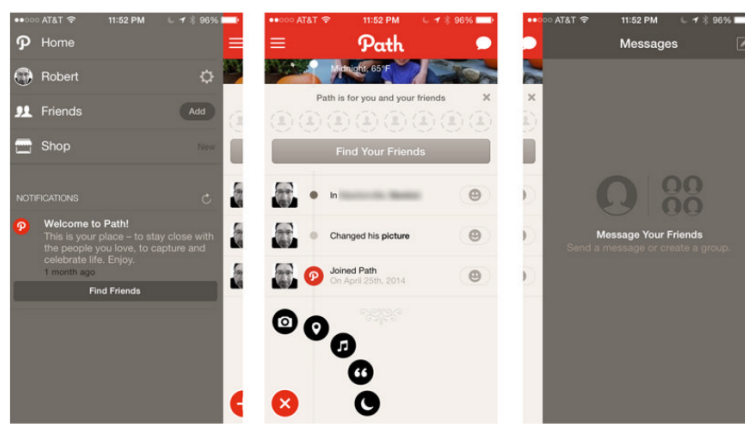 AT&T 11:52 PM 96%
Home
Robert
Friends Add
Shop New
NOTIFICATIONS
Welcome to Path!
This is your place – to stay close with
the people you love, to capture and
celebrate life. Enjoy.
1 month ago
Find Friends
AT&T 11:52 PM 96%
Path
Midnight, 65°F
Path is for you and your friends
Find Your Friends
In
Changed his picture
Joined Path
On April 25th, 2014
AT&T 11:52 PM 96%
Messages
Message Your Friends
Send a message or create a group.